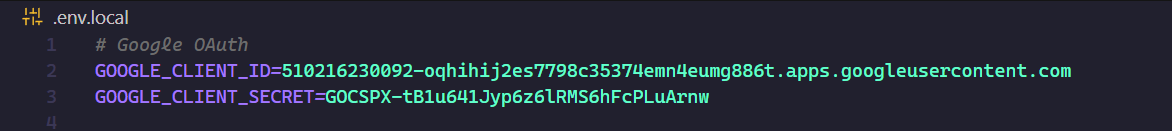 .env.local
1 # Google OAuth
2 GOOGLE_CLIENT_ID=510216230092-oqhihij2es7798c35374emn4eumg886t.apps.googleusercontent.com
3 GOOGLE_CLIENT_SECRET=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
4